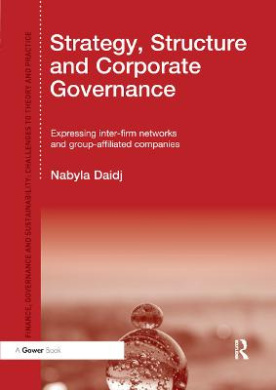 Strategy, Structure
and Corporate
Governance
Expressing inter-firm networks
and group-affiliated companies
Nabyla Daidj
FINANCE, GOVERNANCE AND SUSTAINABILITY: CHALLENGES TO THEORY AND PRACTICE
A Gower Book
R